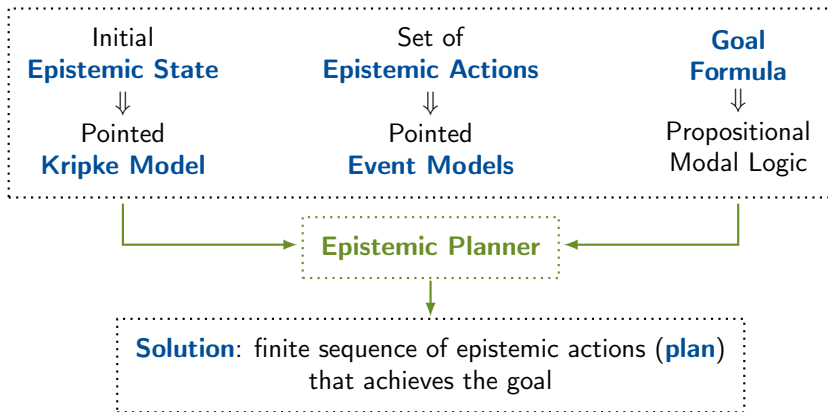 Initial
Epistemic State
⇓
Pointed
Kripke Model
Set of
Epistemic Actions
⇓
Pointed
Event Models
Goal
Formula
⇓
Propositional
Modal Logic
Epistemic Planner
Solution: finite sequence of epistemic actions (plan)
that achieves the goal